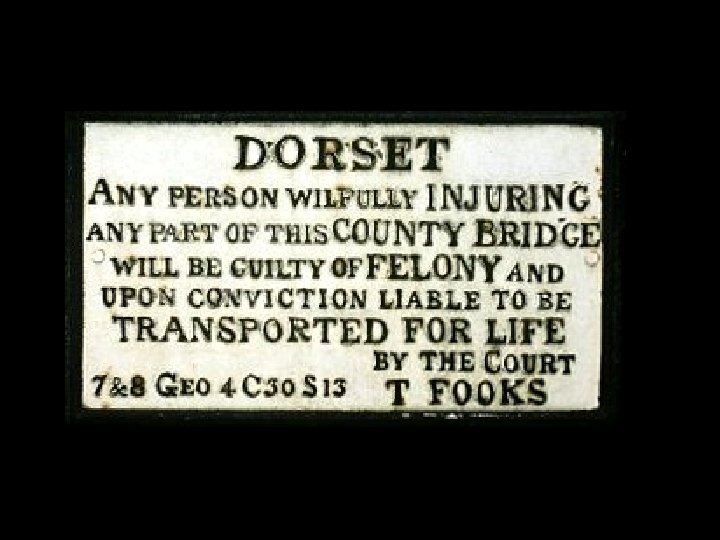 DORSET
ANY PERSON WILFULLY INJURING
ANY PART OF THIS COUNTY BRIDGE
WILL BE GUILTY OF FELONY AND
UPON CONVICTION LIABLE TO BE
TRANSPORTED FOR LIFE
BY THE COURT
7&8 GEO 4 C30 S13 T FOOKS